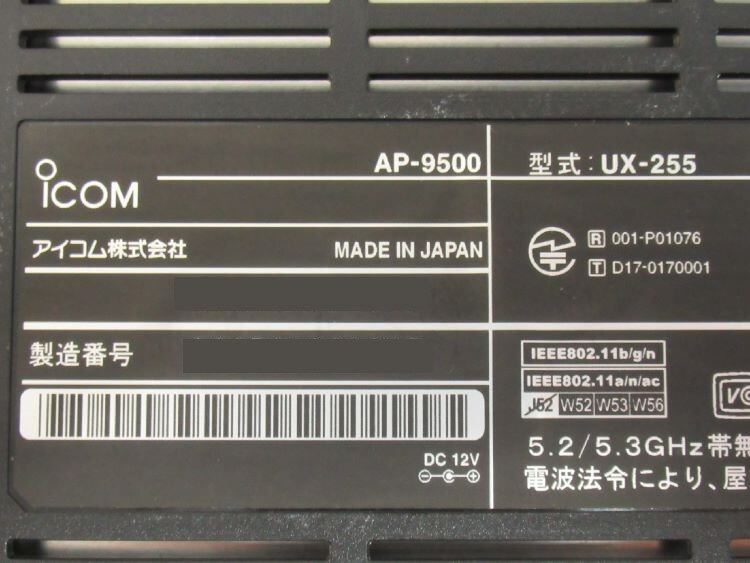 ICOM
AP-9500
アイコム株式会社
MADE IN JAPAN
製造番号
DC 12V
型式：UX-255
R 001-P01076
T D17-0170001
IEEE802.11b/g/n
IEEE802.11a/n/ac
J52 W52 W53 W56
5.2/5.3GHz帯無
電波法令により、屋